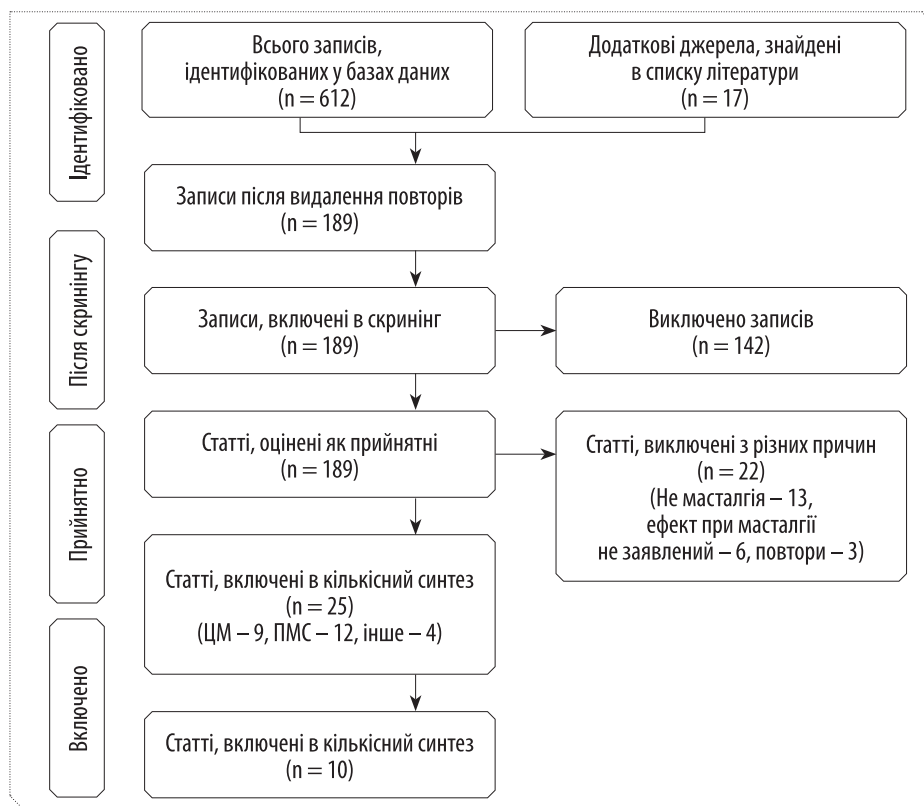 Ідентифіковано
Всього записів,
ідентифікованих у базах даних
(n = 612)
Додаткові джерела, знайдені
в списку літератури
(n = 17)
Записи після видалення повторів
(n = 189)
Після скринінгу
Записи, включені в скринінг
(n = 189)
Виключено записів
(n = 142)
Прийнятно
Статті, оцінені як прийнятні
(n = 189)
Статті, виключені з різних причин
(n = 22)
(Не масталгія – 13,
ефект при масталгії
не заявлений – 6, повтори – 3)
Статті, включені в кількісний синтез
(n = 25)
(ЦМ – 9, ПМС – 12, інше – 4)
Включено
Статті, включені в кількісний синтез
(n = 10)